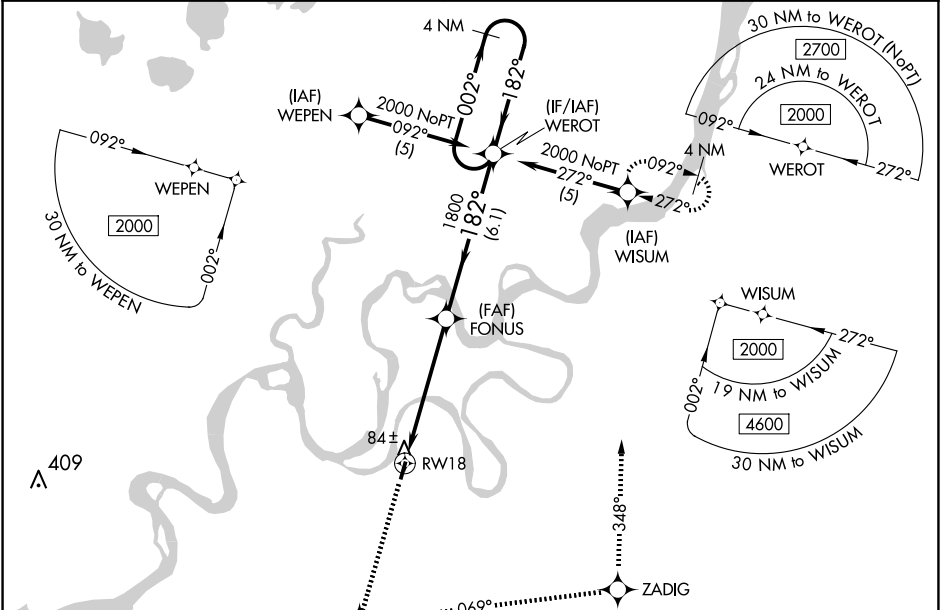 4 NM
002°
182°
(IAF)
WEPEN
2000 NoPT
092°
(5)
(IF/IAF)
WEROT
2000 NoPT
272°
(5)
092°
4 NM
272°
(IAF)
WISUM
30 NM to WEROT (NoPT)
2700
24 NM to WEROT
2000
092°
WEROT
272°
092°
WEPEN
2000
002°
30 NM to WEPEN
1800
182°
(6.1)
(FAF)
FONUS
WISUM
272°
2000
19 NM to WISUM
002°
4600
30 NM to WISUM
84±
RW18
409
348°
ZADIG
069°